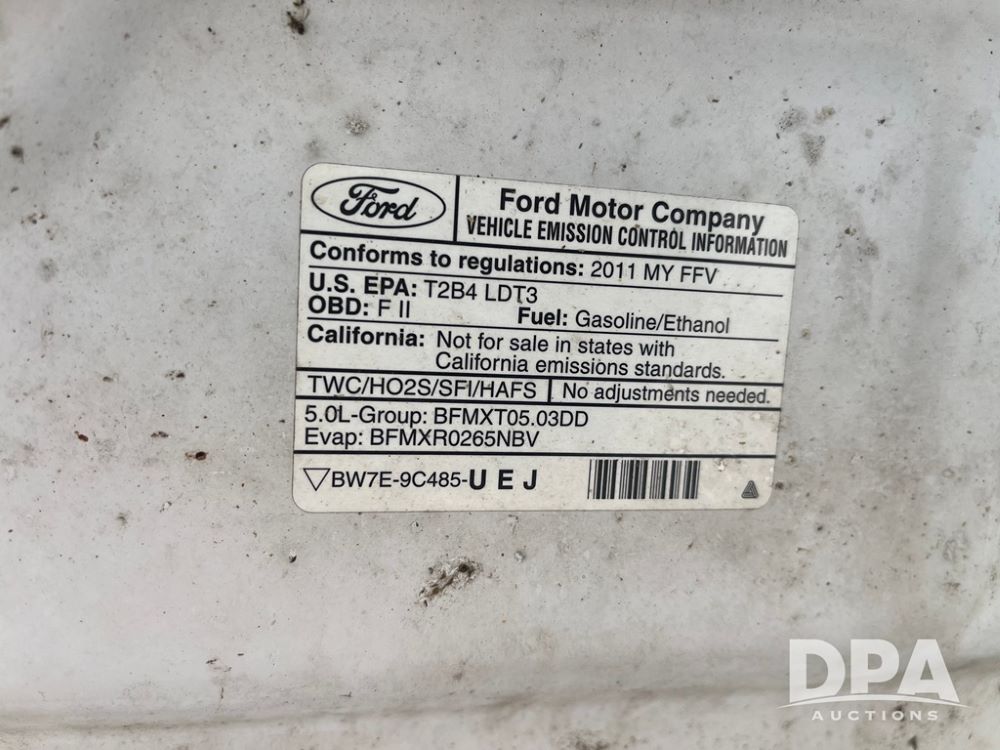 Ford
Ford Motor Company
VEHICLE EMISSION CONTROL INFORMATION
Conforms to regulations: 2011 MY FFV
U.S. EPA: T2B4 LDT3
OBD: F II Fuel: Gasoline/Ethanol
California: Not for sale in states with
California emissions standards.
TWC/HO2S/SFI/HAFS No adjustments needed.
5.0L-Group: BFMXT05.03DD
Evap: BFMXR0265NBV
BW7E-9C485-U E J
DPA
AUCTIONS